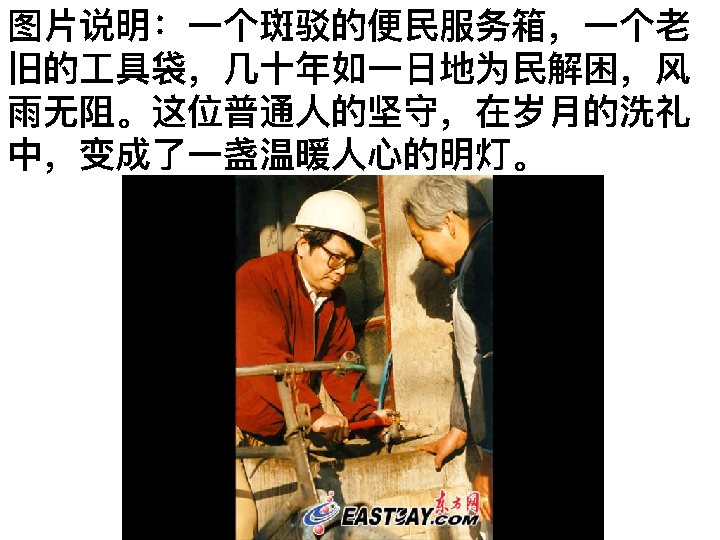 图片说明：一个斑驳的便民服务箱，一个老
旧的工具袋，几十年如一日地为民解困，风
雨无阻。这位普通人的坚守，在岁月的洗礼
中，变成了一盏温暖人心的明灯。
东方网
EASTDAY.COM